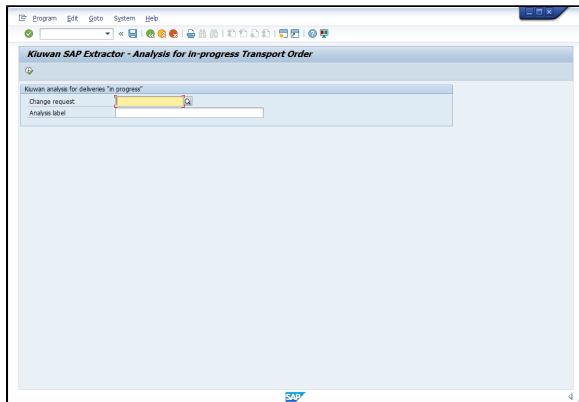 Program Edit Goto System Help
Kiuwan SAP Extractor - Analysis for in-progress Transport Order
Kiuwan analysis for deliveries "in progress"
Change request
Analysis label
SAP